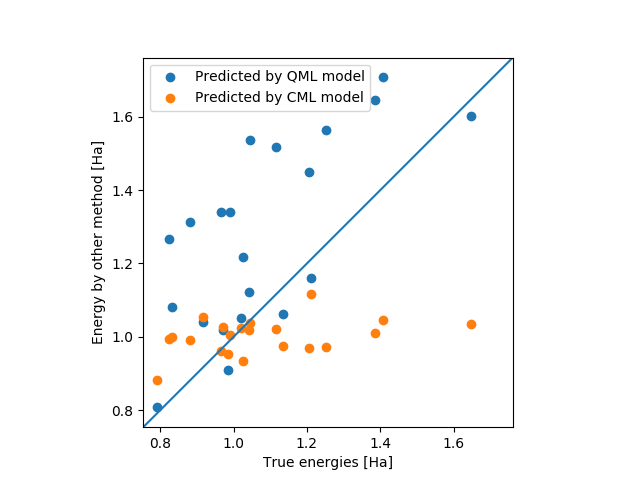 Predicted by QML model
Predicted by CML model
1.6
1.4
1.2
1.0
0.8
Energy by other method [Ha]
0.8 1.0 1.2 1.4 1.6
True energies [Ha]